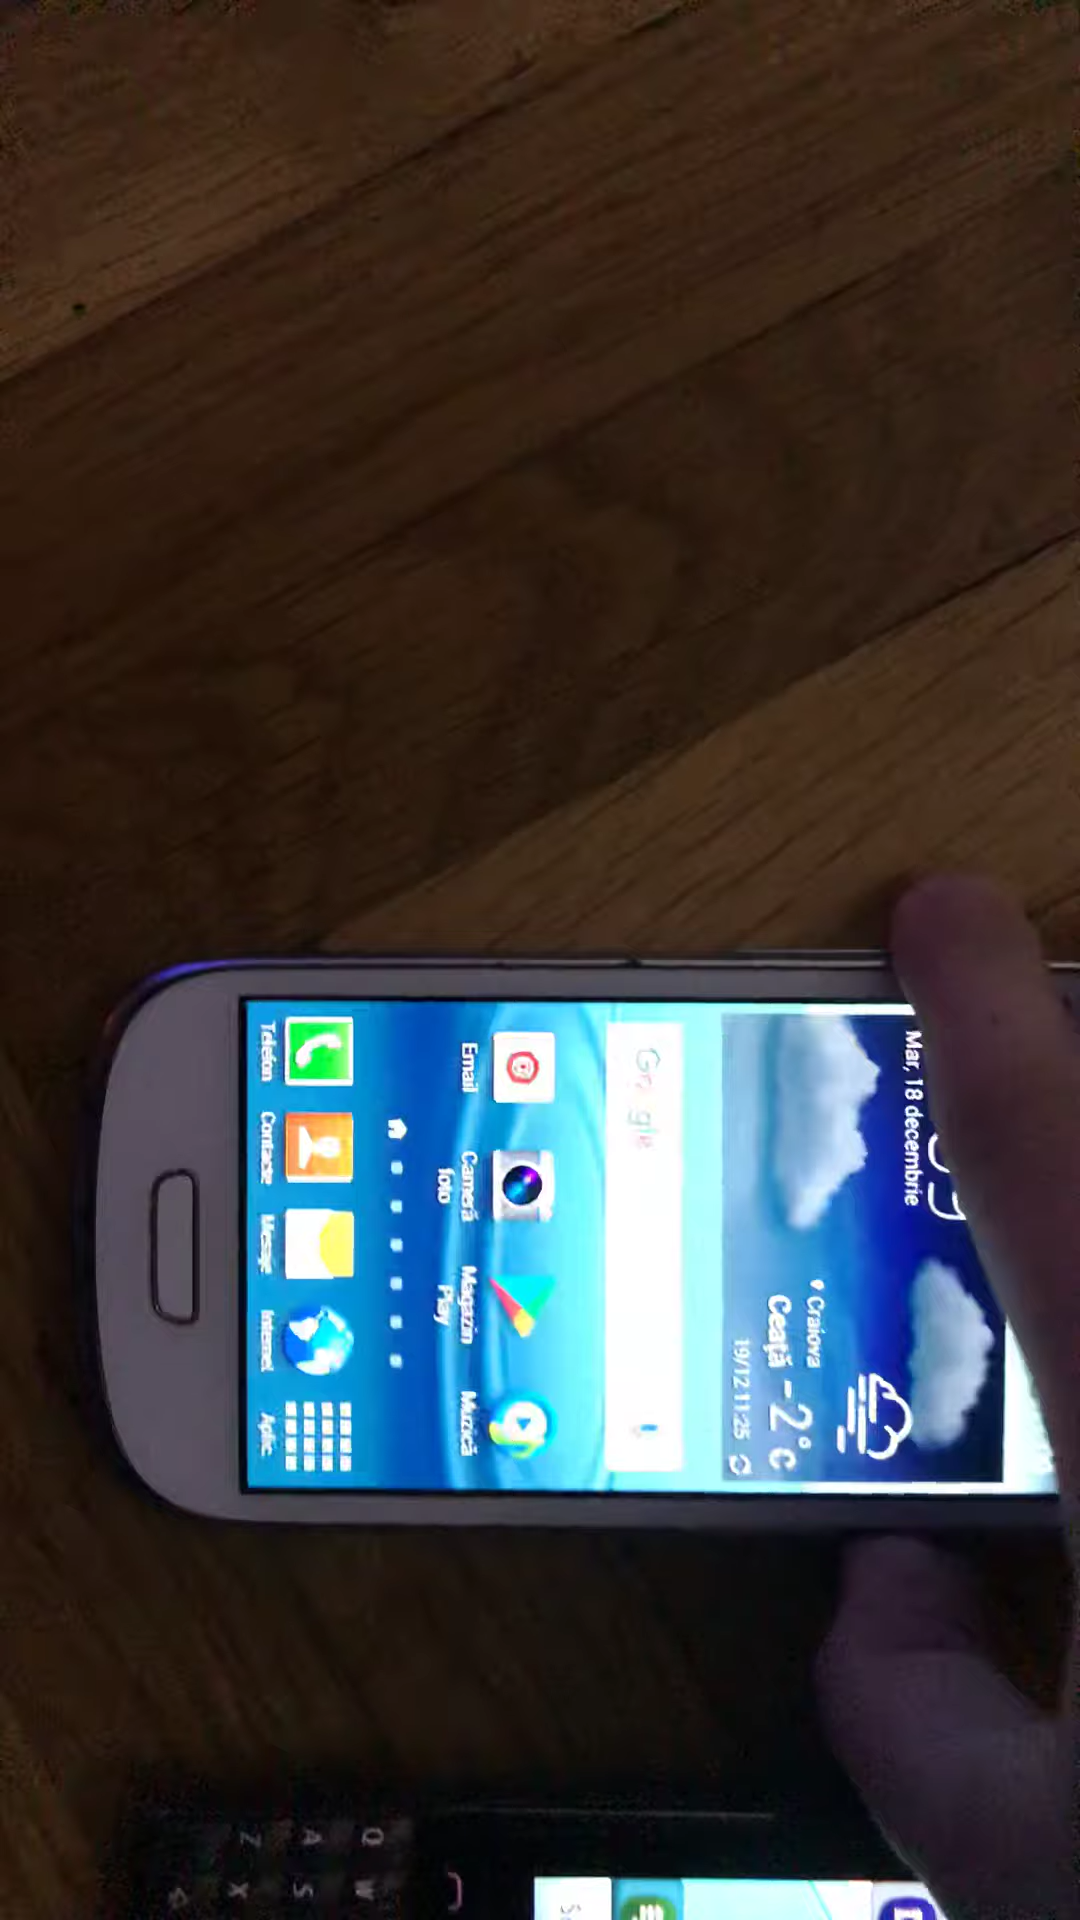 Mar, 18 decembrie
Craiova
Ceață -2°C
19/12 11:25
Google
Email
Cameră foto
Magazin Play
Muzică
Telefon
Contacte
Mesaje
Internet
Aplic.
Q W
A S
Z X